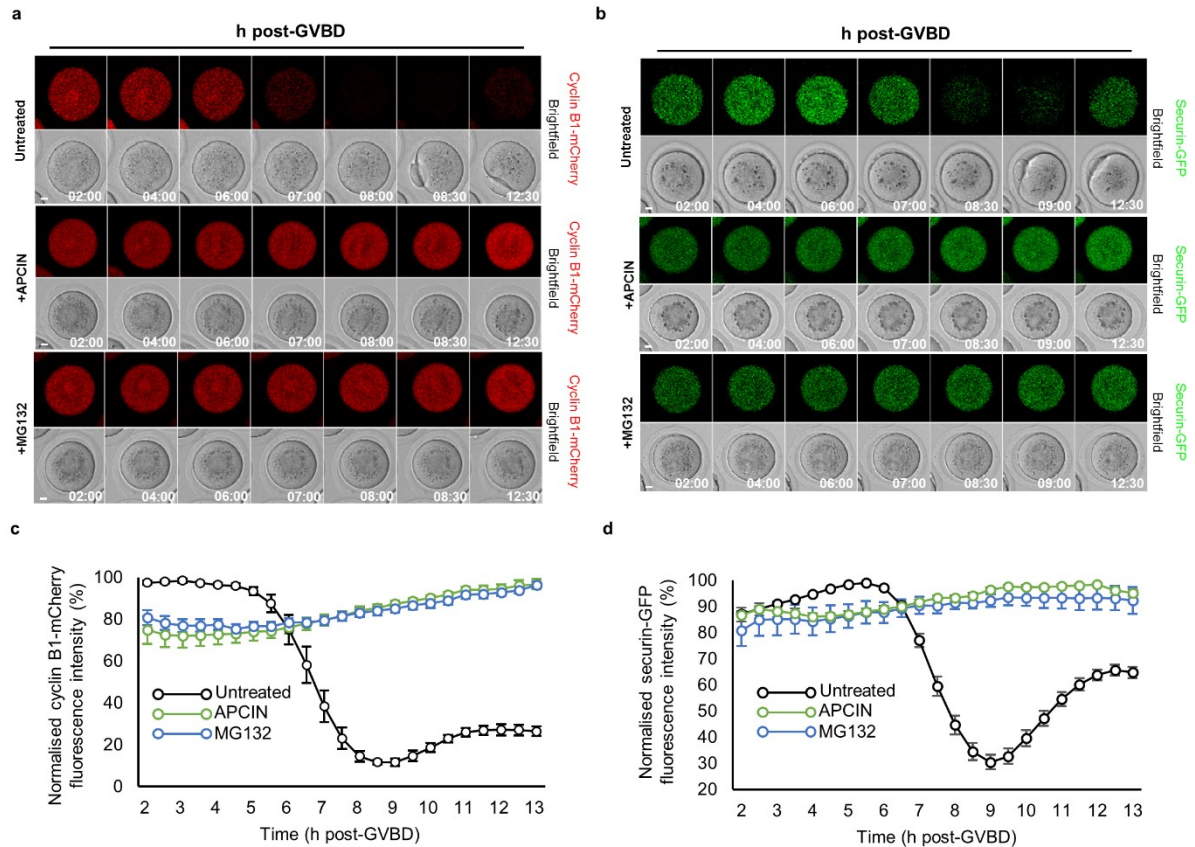 a
h post-GVBD
Untreated
Cyclin B1-mCherry
Brightfield
02:00 04:00 06:00 07:00 08:00 08:30 12:30
+APCIN
Cyclin B1-mCherry
Brightfield
02:00 04:00 06:00 07:00 08:00 08:30 12:30
+MG132
Cyclin B1-mCherry
Brightfield
02:00 04:00 06:00 07:00 08:00 08:30 12:30
b
h post-GVBD
Untreated
Securin-GFP
Brightfield
02:00 04:00 06:00 07:00 08:30 09:00 12:30
+APCIN
Securin-GFP
Brightfield
02:00 04:00 06:00 07:00 08:30 09:00 12:30
+MG132
Securin-GFP
Brightfield
02:00 04:00 06:00 07:00 08:30 09:00 12:30
c
Normalised cyclin B1-mCherry
fluorescence intensity (%)
100
80
60
40
20
0
Untreated
APCIN
MG132
2 3 4 5 6 7 8 9 10 11 12 13
Time (h post-GVBD)
d
Normalised securin-GFP
fluorescence intensity (%)
100
90
80
70
60
50
40
30
20
Untreated
APCIN
MG132
2 3 4 5 6 7 8 9 10 11 12 13
Time (h post-GVBD)